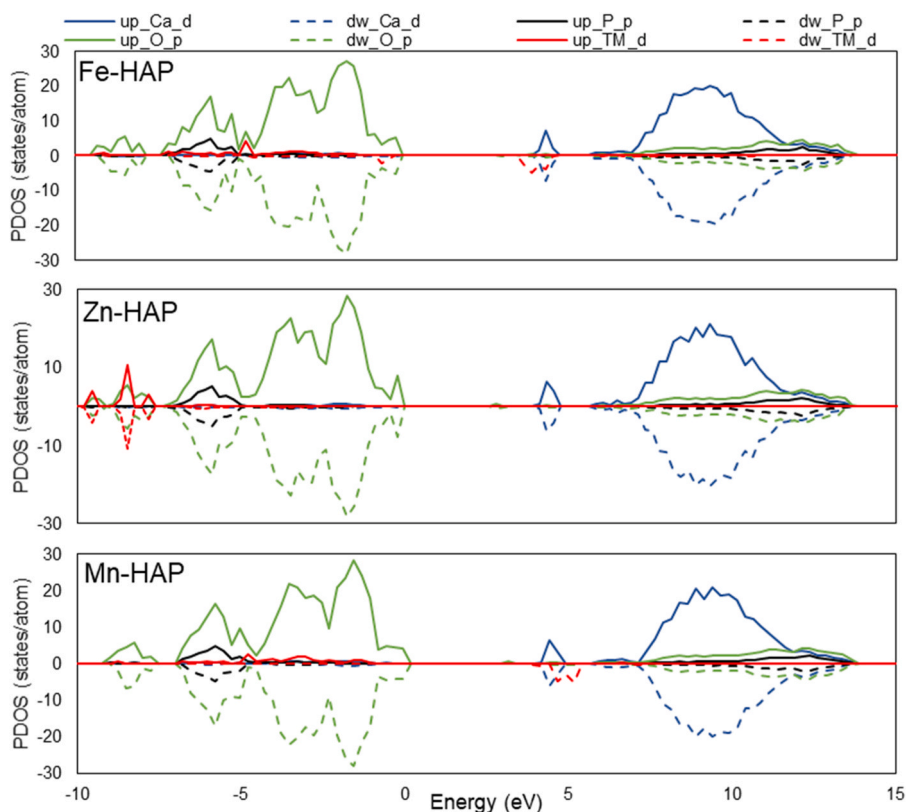 up_Ca_d dw_Ca_d up_P_p dw_P_p
up_O_p dw_O_p up_TM_d dw_TM_d
30
Fe-HAP
20
10
0
10
-20
-30
PDOS (states/atom)
30
Zn-HAP
10
-10
-30
PDOS (states/atom)
30
Mn-HAP
20
10
0
-10
-20
-30
PDOS (states/atom)
-10 -5 0 5 10 15
Energy (eV)